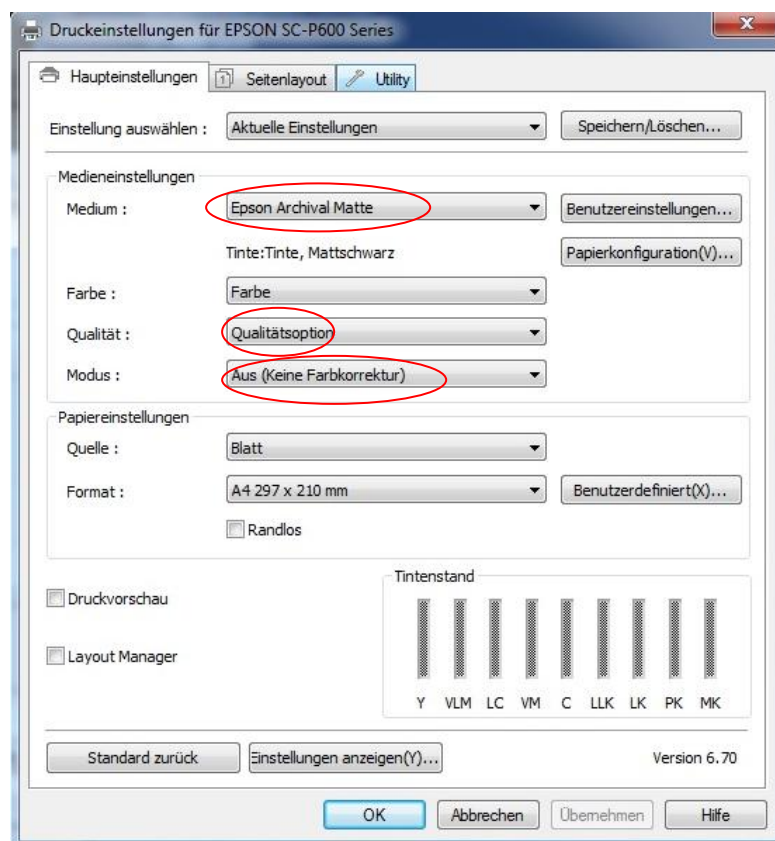 Druckeinstellungen für EPSON SC-P600 Series
Haupteinstellungen Seitenlayout Utility
Einstellung auswählen : Aktuelle Einstellungen Speichern/Löschen...
Medieneinstellungen
Medium : Epson Archival Matte Benutzereinstellungen...
Tinte:Tinte, Mattschwarz Papierkonfiguration(V)...
Farbe : Farbe
Qualität : Qualitätsoption
Modus : Aus (Keine Farbkorrektur)
Papiereinstellungen
Quelle : Blatt
Format : A4 297 x 210 mm Benutzerdefiniert(X)...
Randlos
Tintenstand
Druckvorschau
Layout Manager
Y VLM LC VM C LLK LK PK MK
Standard zurück Einstellungen anzeigen(Y)... Version 6.70
OK Abbrechen Übernehmen Hilfe